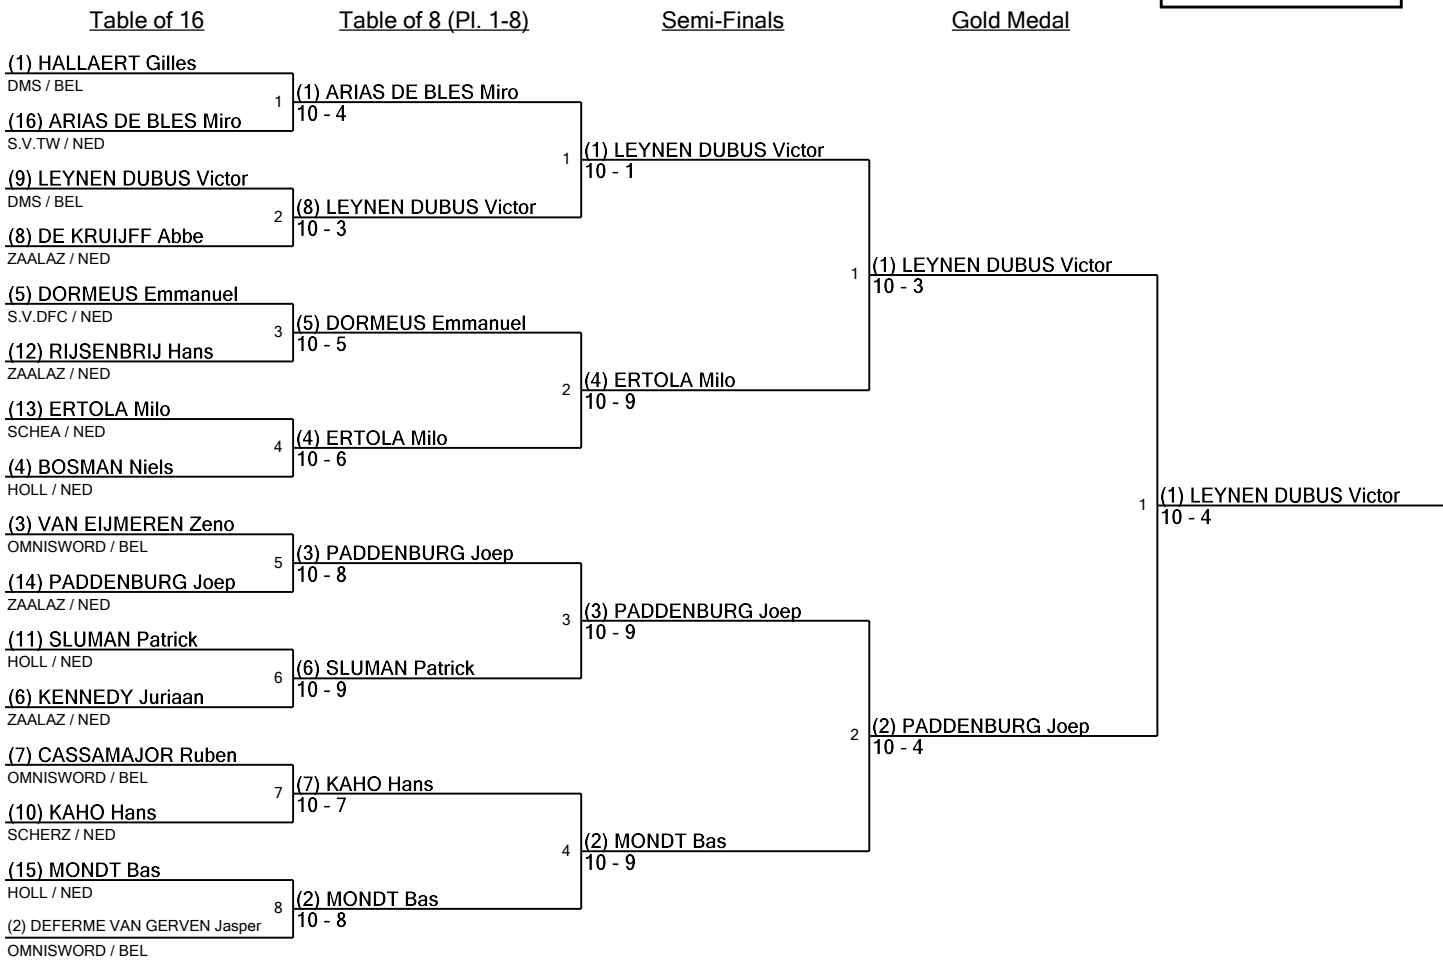 Table of 16
Table of 8 (Pl. 1-8)
Semi-Finals
Gold Medal
(1) HALLAERT Gilles
DMS / BEL
(16) ARIAS DE BLES Miro
S.V.TW / NED
(9) LEYNEN DUBUS Victor
DMS / BEL
(8) DE KRUIJFF Abbe
ZAALAZ / NED
(5) DORMEUS Emmanuel
S.V.DFC / NED
(12) RIJSENBRIJ Hans
ZAALAZ / NED
(13) ERTOLA Milo
SCHEA / NED
(4) BOSMAN Niels
HOLL / NED
(3) VAN EIJMEREN Zeno
OMNISWORD / BEL
(14) PADDENBURG Joep
ZAALAZ / NED
(11) SLUMAN Patrick
HOLL / NED
(6) KENNEDY Juriaan
ZAALAZ / NED
(7) CASSAMAJOR Ruben
OMNISWORD / BEL
(10) KAHO Hans
SCHERZ / NED
(15) MONDT Bas
HOLL / NED
(2) DEFERME VAN GERVEN Jasper
OMNISWORD / BEL
1
(1) ARIAS DE BLES Miro
10 - 4
2
(8) LEYNEN DUBUS Victor
10 - 3
3
(5) DORMEUS Emmanuel
10 - 5
4
(4) ERTOLA Milo
10 - 6
5
(3) PADDENBURG Joep
10 - 8
6
(6) SLUMAN Patrick
10 - 9
7
(7) KAHO Hans
10 - 7
8
(2) MONDT Bas
10 - 8
1
(1) LEYNEN DUBUS Victor
10 - 1
2
(4) ERTOLA Milo
10 - 9
3
(3) PADDENBURG Joep
10 - 9
4
(2) MONDT Bas
10 - 9
1
(1) LEYNEN DUBUS Victor
10 - 3
2
(2) PADDENBURG Joep
10 - 4
1
(1) LEYNEN DUBUS Victor
10 - 4